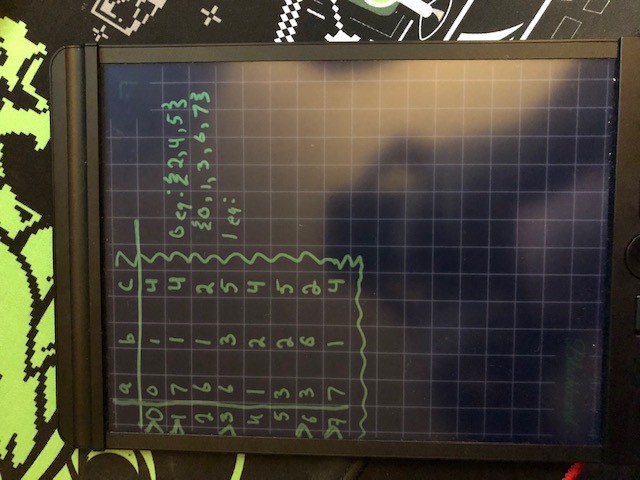 a b c
>0 0 1 4
>1 7 1 4
2 6 1 2
>3 6 3 5
4 1 2 4
5 3 2 5
>6 3 6 2
>7 7 1 4
0 eq: {2,4,5}
{0,1,3,6,7}
1 eq: